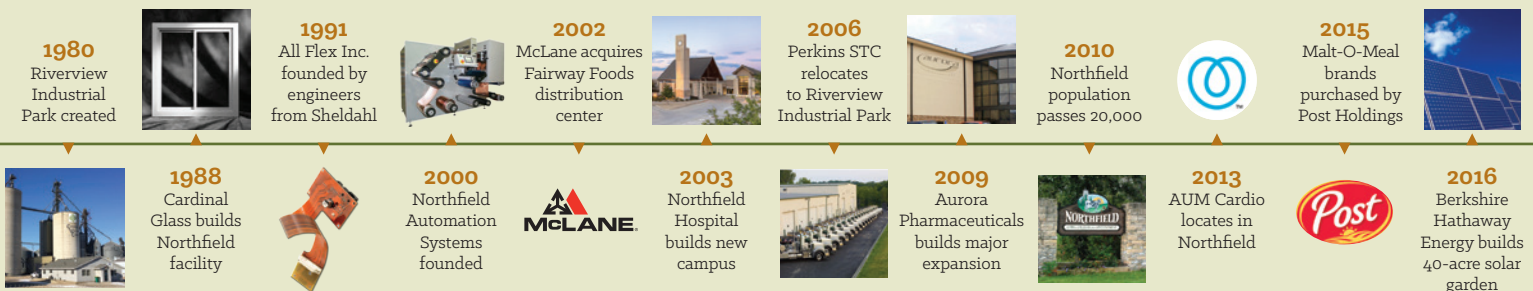 1980
Riverview
Industrial
Park created
1988
Cardinal
Glass builds
Northfield
facility
1991
All Flex Inc.
founded by
engineers
from Sheldahl
2000
Northfield
Automation
Systems
founded
2002
McLane acquires
Fairway Foods
distribution
center
McLANE
2003
Northfield
Hospital
builds new
campus
2006
Perkins STC
relocates
to Riverview
Industrial Park
2009
Aurora
Pharmaceuticals
builds major
expansion
2010
Northfield
population
passes 20,000
NORTHFIELD
2013
AUM Cardio
locates in
Northfield
TM
2015
Malt-O-Meal
brands
purchased by
Post Holdings
Post
2016
Berkshire
Hathaway
Energy builds
40-acre solar
garden